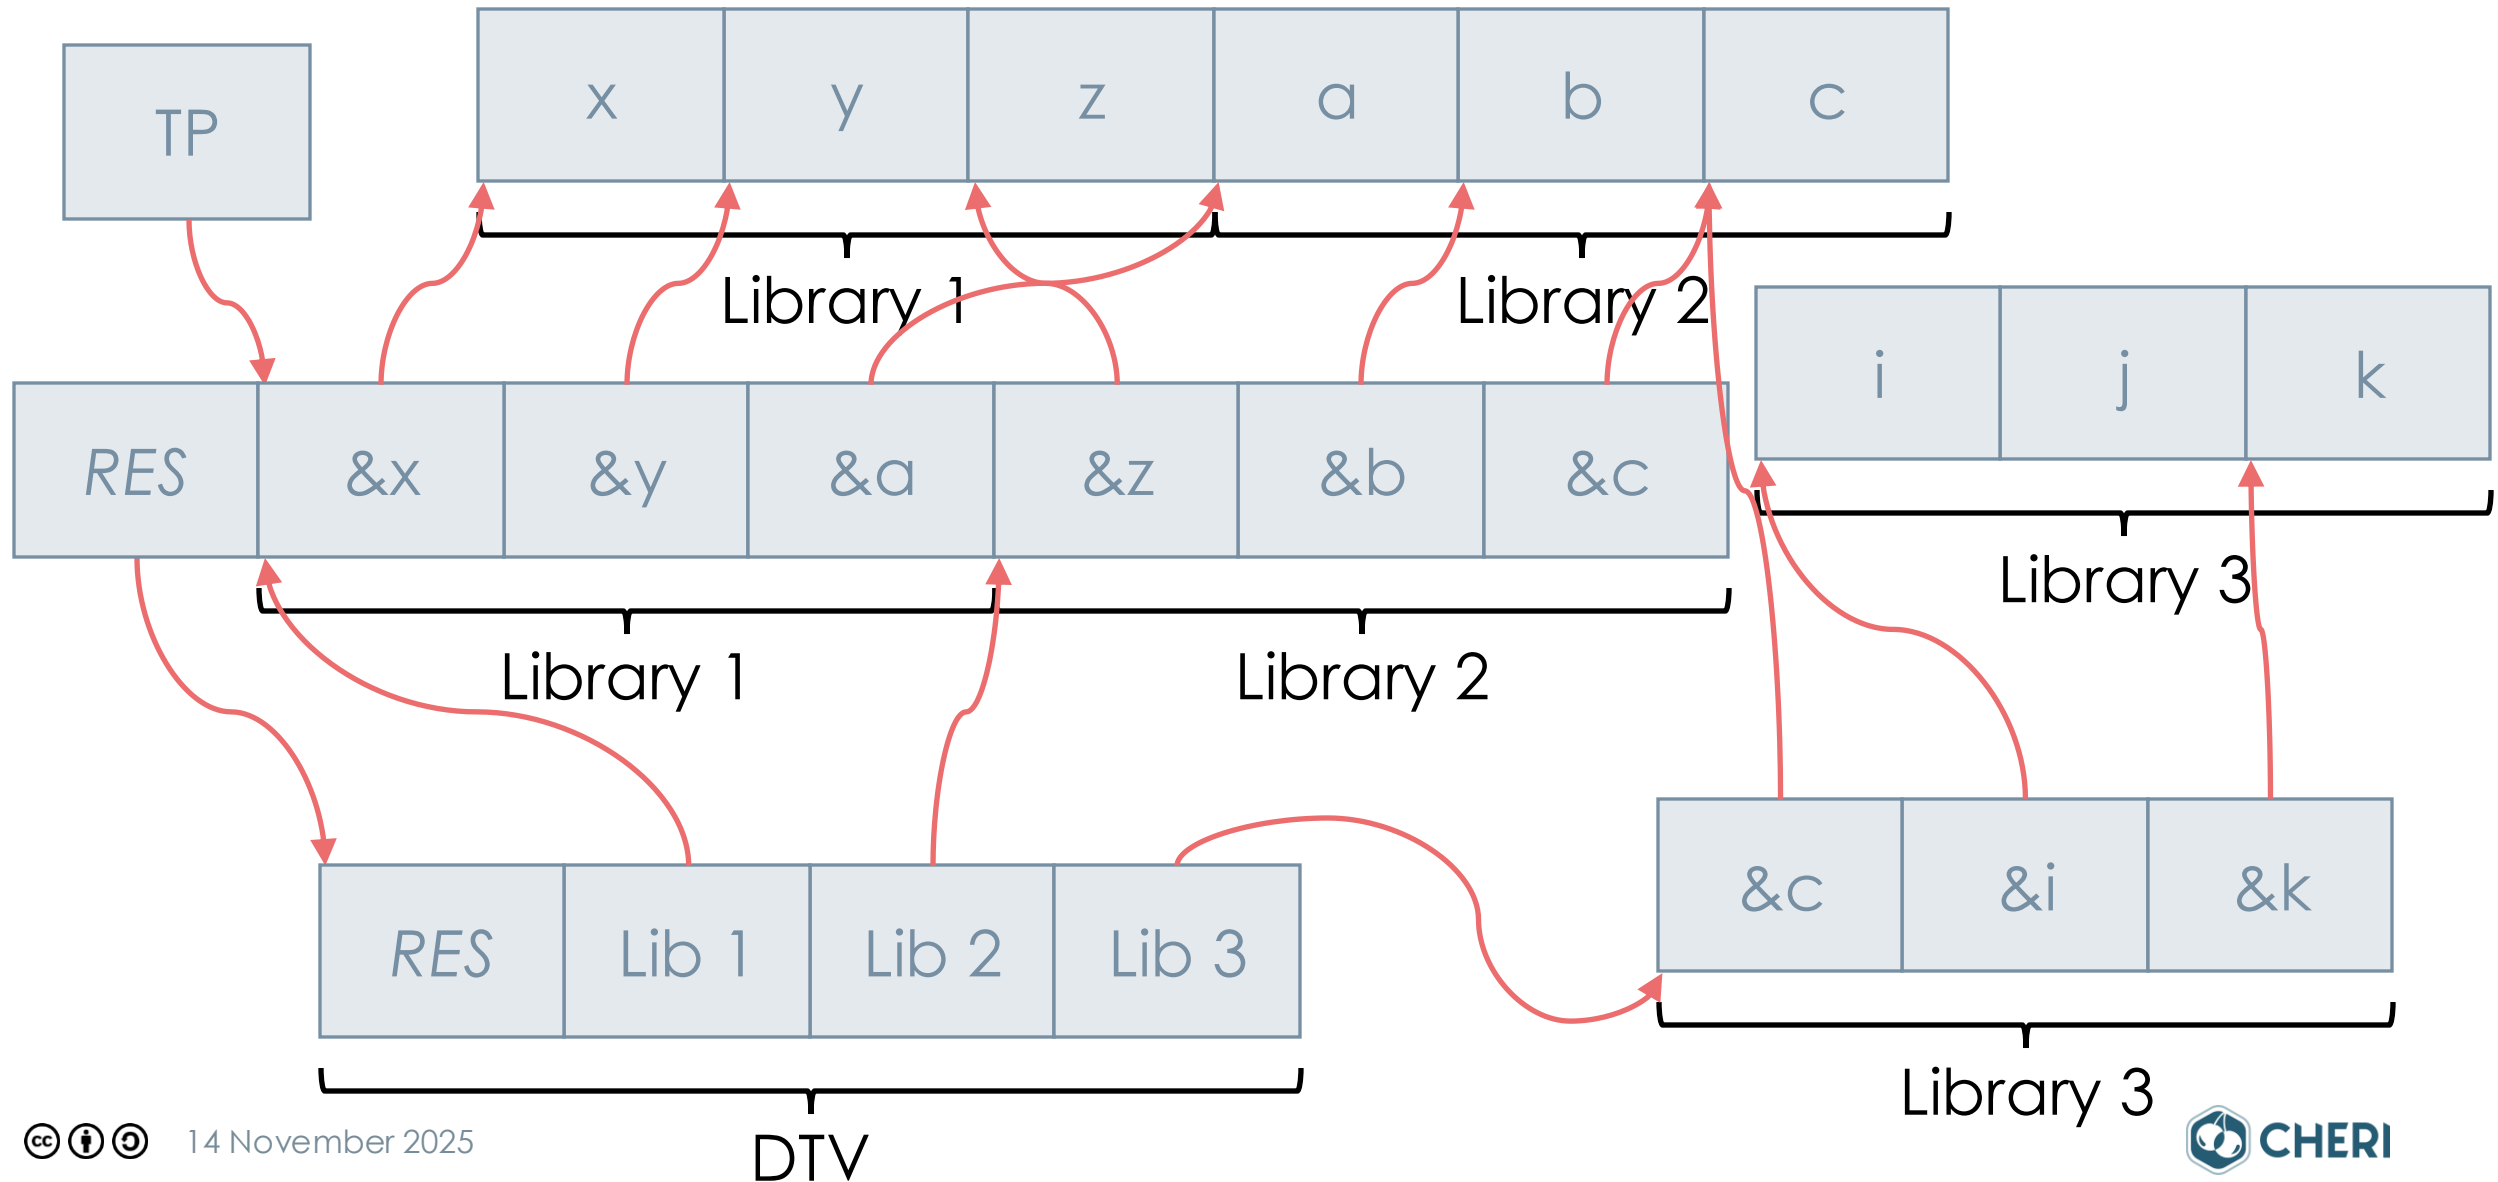 x y z a b c
TP
Library 1 Library 2
i j k
RES &x &y &a &z &b &c
Library 3
Library 1 Library 2
&c &i &k
RES Lib 1 Lib 2 Lib 3
Library 3
DTV
cc 14 November 2025 CHERI